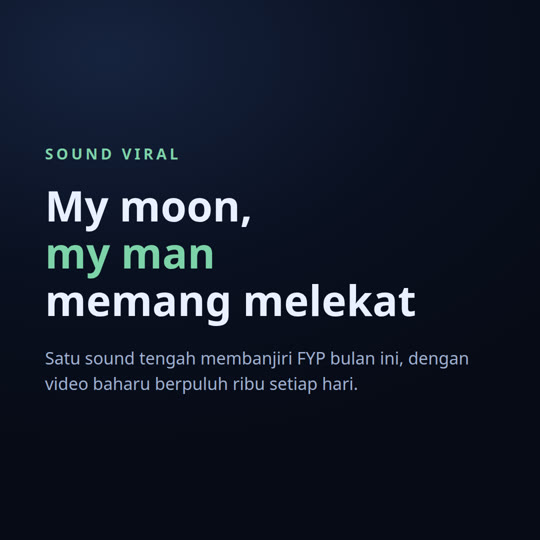 SOUND VIRAL
My moon,
my man
memang melekat
Satu sound tengah membanjiri FYP bulan ini, dengan
video baharu berpuluh ribu setiap hari.